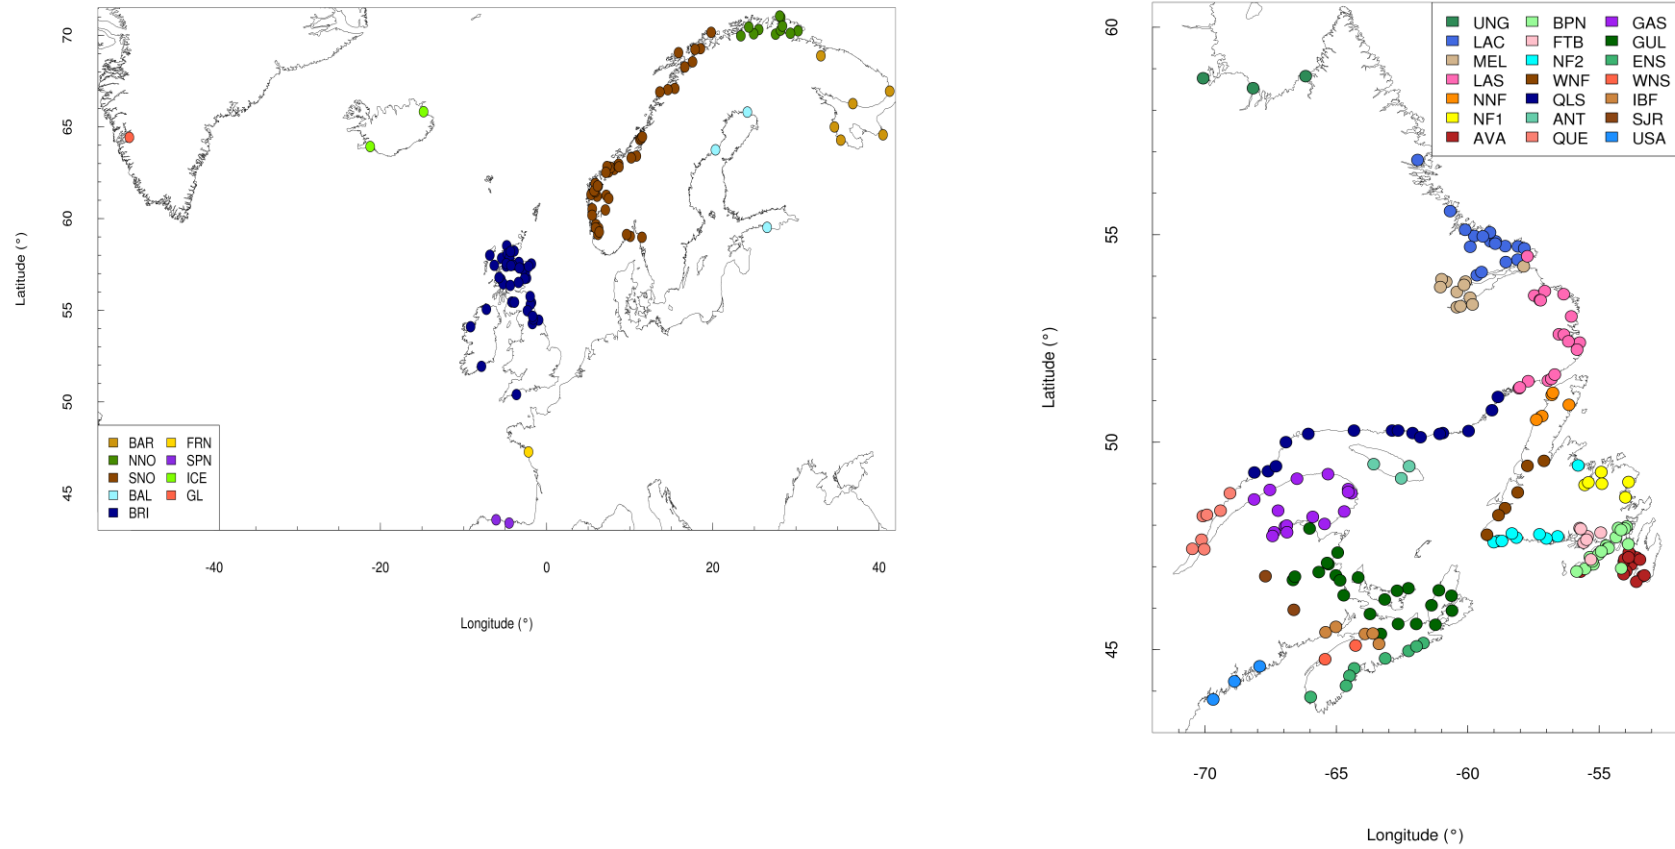 70
65
60
55
50
45
Latitude (°)
BAR FRN
NNO SPN
SNO ICE
BAL GL
BRI
-40 -20 0 20 40
Longitude (°)
60
55
50
45
Latitude (°)
UNG BPN GAS
LAC FTB GUL
MEL NF2 ENS
LAS WNF WNS
NNF QLS IBF
NF1 ANT SJR
AVA QUE USA
-70 -65 -60 -55
Longitude (°)